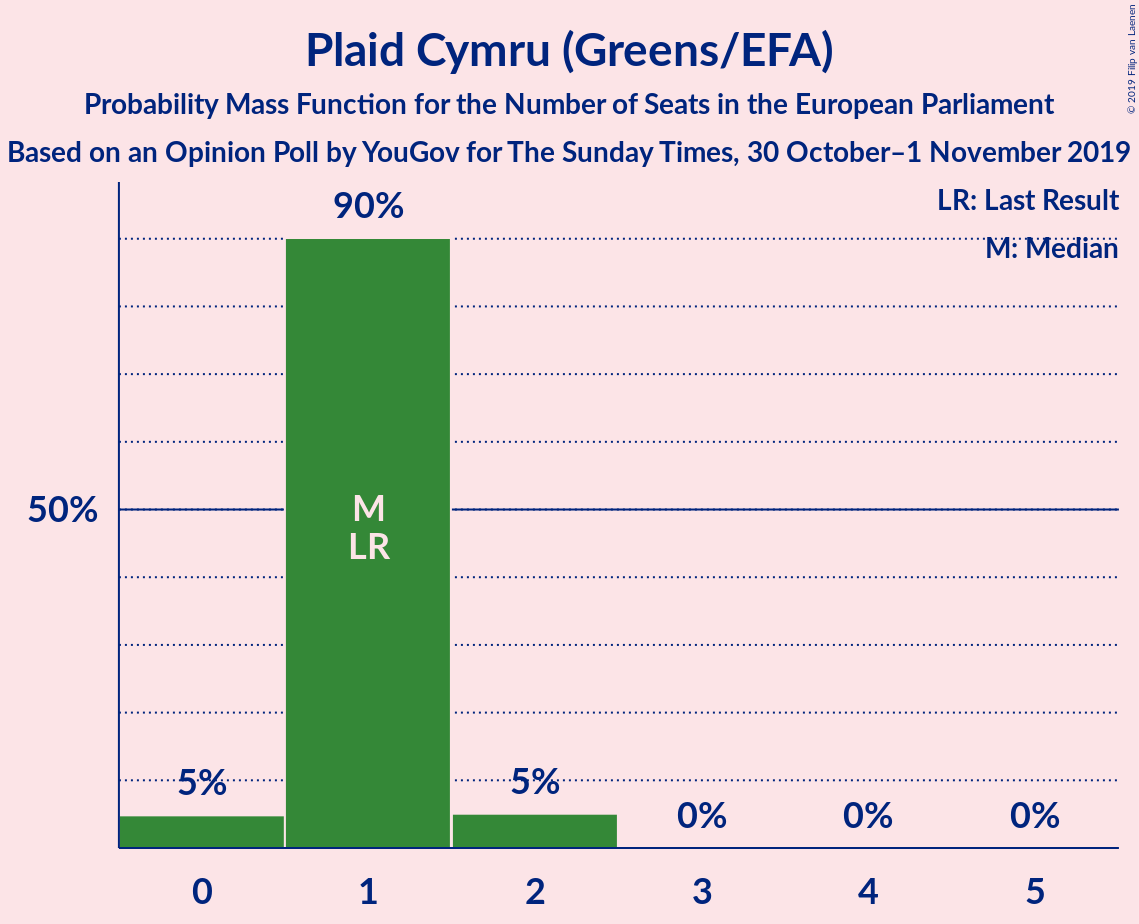 Plaid Cymru (Greens/EFA)
Probability Mass Function for the Number of Seats in the European Parliament
Based on an Opinion Poll by YouGov for The Sunday Times, 30 October–1 November 2019
© 2019 Filip van Laenen
LR: Last Result
M: Median
90%
50%
M
LR
5%
5%
0%
0%
0%
0
1
2
3
4
5